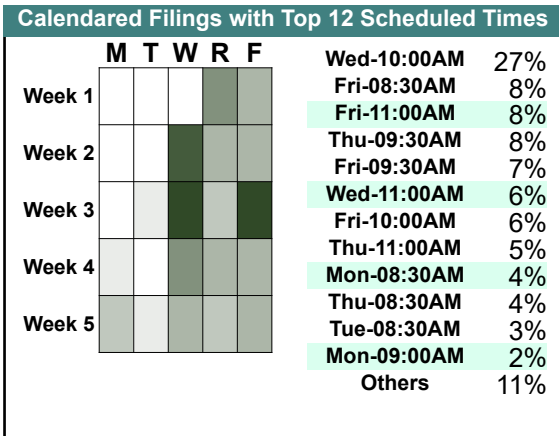 Calendared Filings with Top 12 Scheduled Times
M T W R F
Week 1
Week 2
Week 3
Week 4
Week 5
Wed-10:00AM 27%
Fri-08:30AM 8%
Fri-11:00AM 8%
Thu-09:30AM 8%
Fri-09:30AM 7%
Wed-11:00AM 6%
Fri-10:00AM 6%
Thu-11:00AM 5%
Mon-08:30AM 4%
Thu-08:30AM 4%
Tue-08:30AM 3%
Mon-09:00AM 2%
Others 11%